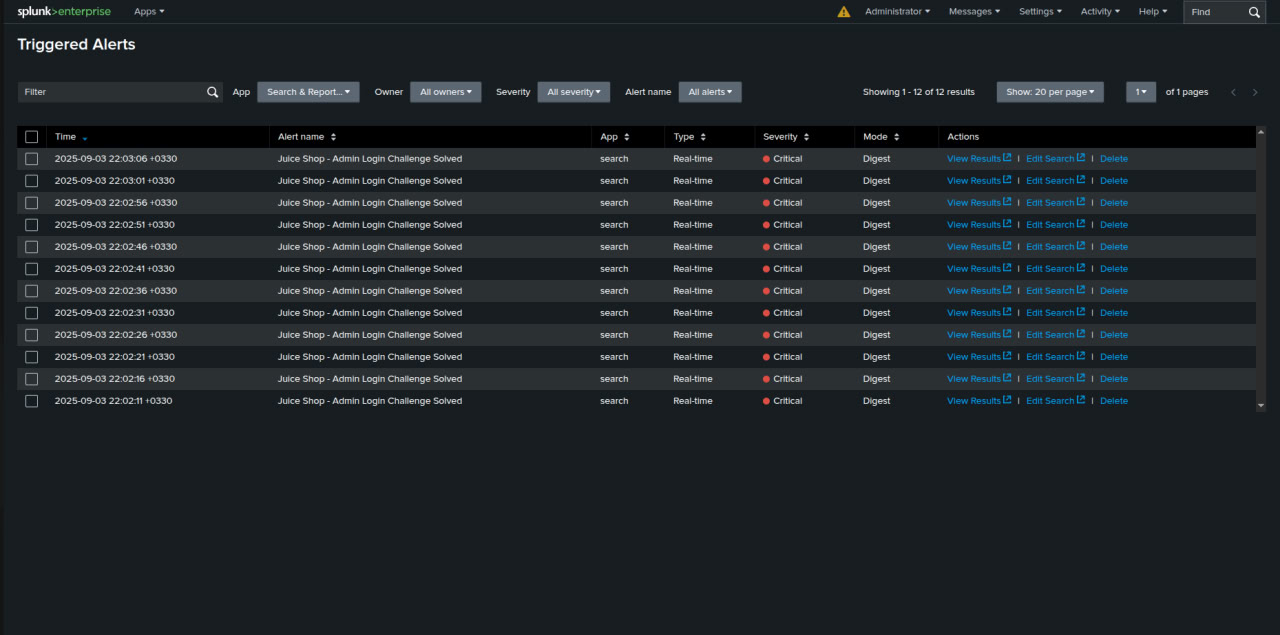 splunk>enterprise Apps Administrator Messages Settings Activity Help Find
Triggered Alerts
Filter App Search & Report... Owner All owners Severity All severity Alert name All alerts Showing 1 - 12 of 12 results Show: 20 per page 1 of 1 pages
Time Alert name App Type Severity Mode Actions
2025-09-03 22:03:06 +0330 Juice Shop - Admin Login Challenge Solved search Real-time Critical Digest View Results | Edit Search | Delete
2025-09-03 22:03:01 +0330 Juice Shop - Admin Login Challenge Solved search Real-time Critical Digest View Results | Edit Search | Delete
2025-09-03 22:02:56 +0330 Juice Shop - Admin Login Challenge Solved search Real-time Critical Digest View Results | Edit Search | Delete
2025-09-03 22:02:51 +0330 Juice Shop - Admin Login Challenge Solved search Real-time Critical Digest View Results | Edit Search | Delete
2025-09-03 22:02:46 +0330 Juice Shop - Admin Login Challenge Solved search Real-time Critical Digest View Results | Edit Search | Delete
2025-09-03 22:02:41 +0330 Juice Shop - Admin Login Challenge Solved search Real-time Critical Digest View Results | Edit Search | Delete
2025-09-03 22:02:36 +0330 Juice Shop - Admin Login Challenge Solved search Real-time Critical Digest View Results | Edit Search | Delete
2025-09-03 22:02:31 +0330 Juice Shop - Admin Login Challenge Solved search Real-time Critical Digest View Results | Edit Search | Delete
2025-09-03 22:02:26 +0330 Juice Shop - Admin Login Challenge Solved search Real-time Critical Digest View Results | Edit Search | Delete
2025-09-03 22:02:21 +0330 Juice Shop - Admin Login Challenge Solved search Real-time Critical Digest View Results | Edit Search | Delete
2025-09-03 22:02:16 +0330 Juice Shop - Admin Login Challenge Solved search Real-time Critical Digest View Results | Edit Search | Delete
2025-09-03 22:02:11 +0330 Juice Shop - Admin Login Challenge Solved search Real-time Critical Digest View Results | Edit Search | Delete